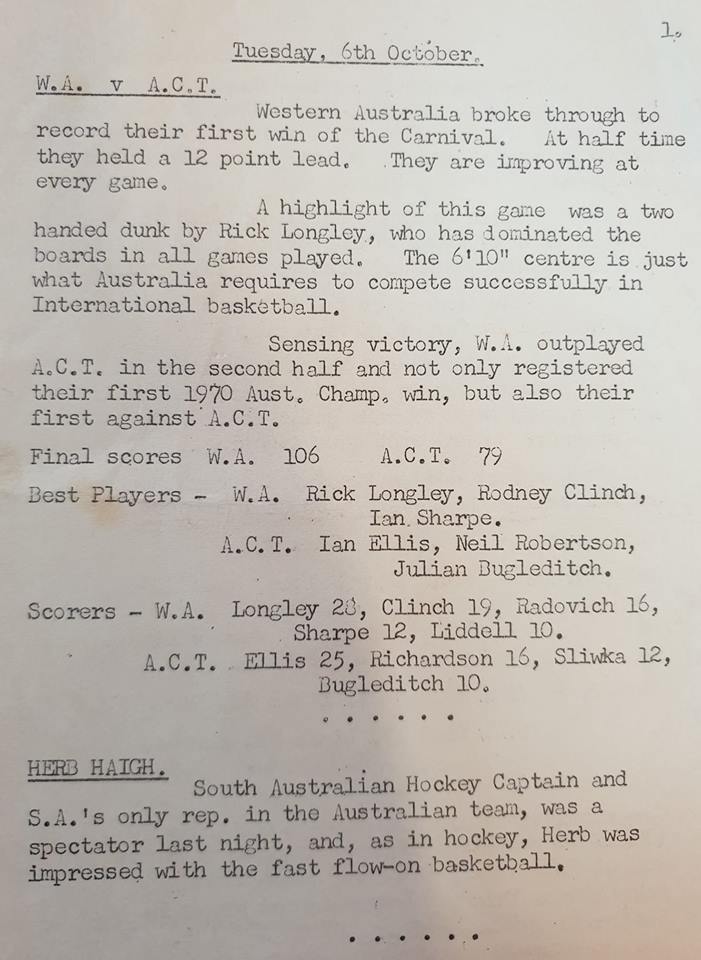 1.
Tuesday, 6th October.
W.A. v A.C.T.
Western Australia broke through to
record their first win of the Carnival. At half time
they held a 12 point lead. They are improving at
every game.
A highlight of this game was a two
handed dunk by Rick Longley, who has dominated the
boards in all games played. The 6'10" centre is just
what Australia requires to compete successfully in
International basketball.
Sensing victory, W.A. outplayed
A.C.T. in the second half and not only registered
their first 1970 Aust. Champ. win, but also their
first against A.C.T.
Final scores W.A. 106 A.C.T. 79
Best Players - W.A. Rick Longley, Rodney Clinch,
Ian Sharpe.
A.C.T. Ian Ellis, Neil Robertson,
Julian Bugleditch.
Scorers - W.A. Longley 28, Clinch 19, Radovich 16,
Sharpe 12, Liddell 10.
A.C.T. Ellis 25, Richardson 16, Sliwka 12,
Bugleditch 10.
. . . . . .
HERB HAIGH.
South Australian Hockey Captain and
S.A.'s only rep. in the Australian team, was a
spectator last night, and, as in hockey, Herb was
impressed with the fast flow-on basketball.
. . . . . .